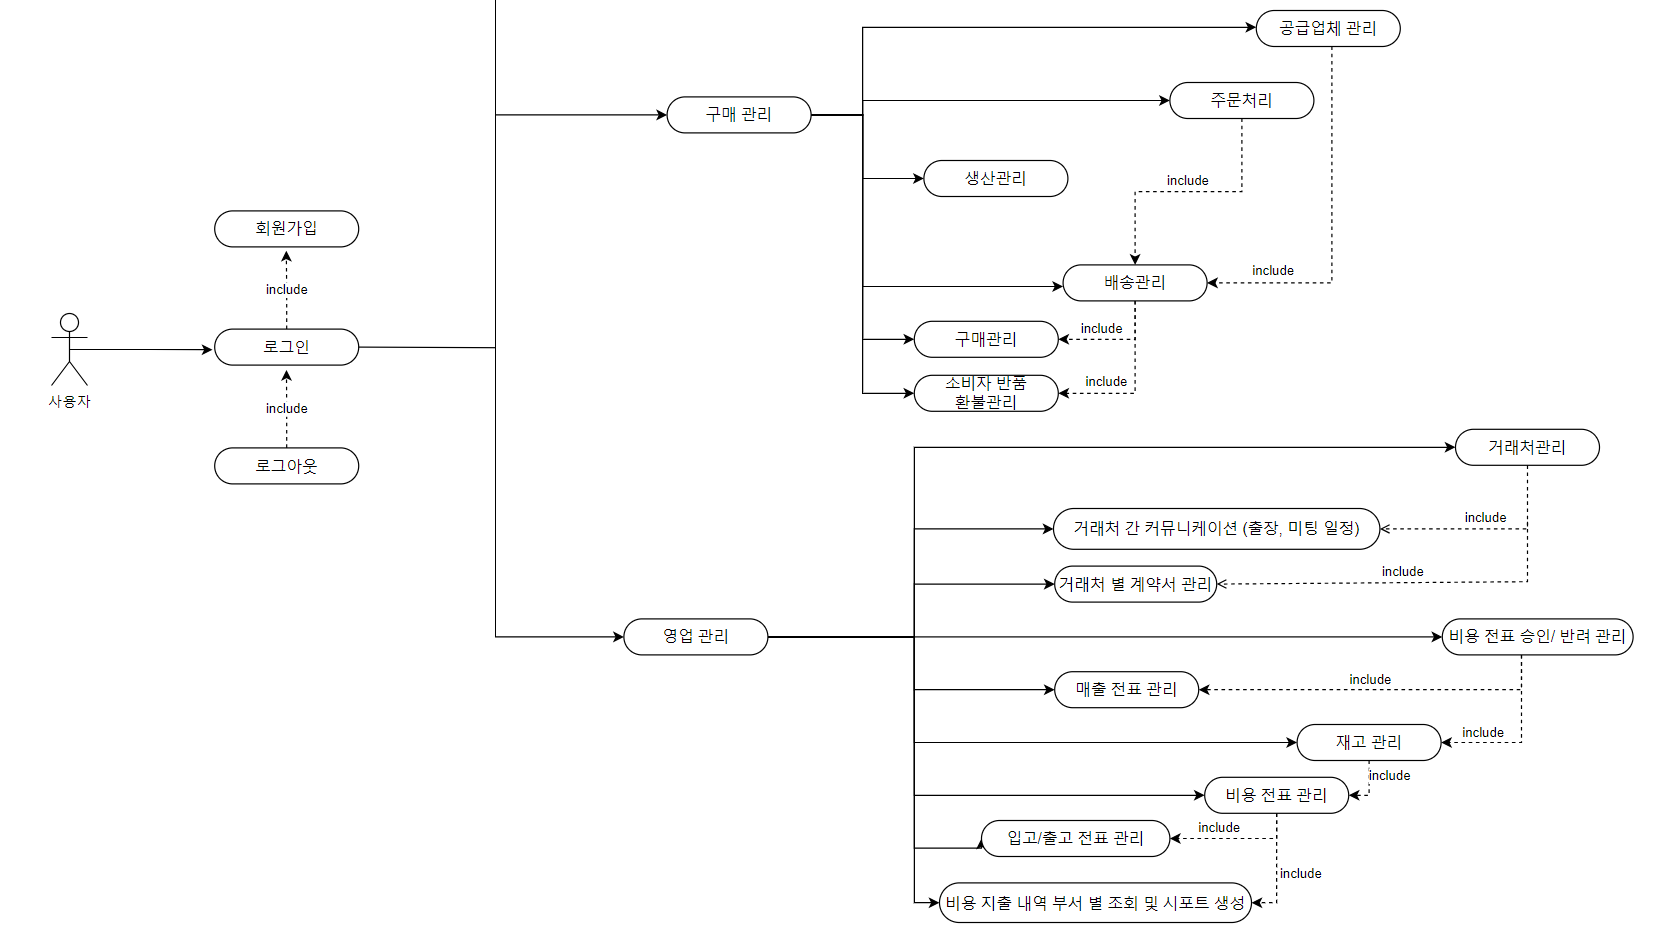 공급업체 관리
주문처리
구매 관리
생산관리
include
회원가입
include
배송관리
include
include
구매관리
로그인
소비자 반품
환불관리
include
사용자
include
로그아웃
거래처관리
거래처 간 커뮤니케이션 (출장, 미팅 일정)
include
거래처 별 계약서 관리
include
영업 관리
비용 전표 승인/ 반려 관리
매출 전표 관리
include
재고 관리
include
include
비용 전표 관리
입고/출고 전표 관리
include
include
비용 지출 내역 부서 별 조회 및 시포트 생성